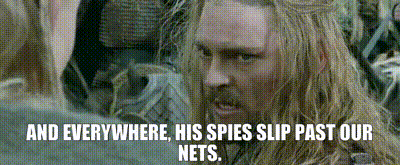 AND EVERYWHERE, HIS SPIES SLIP PAST OUR
NETS.